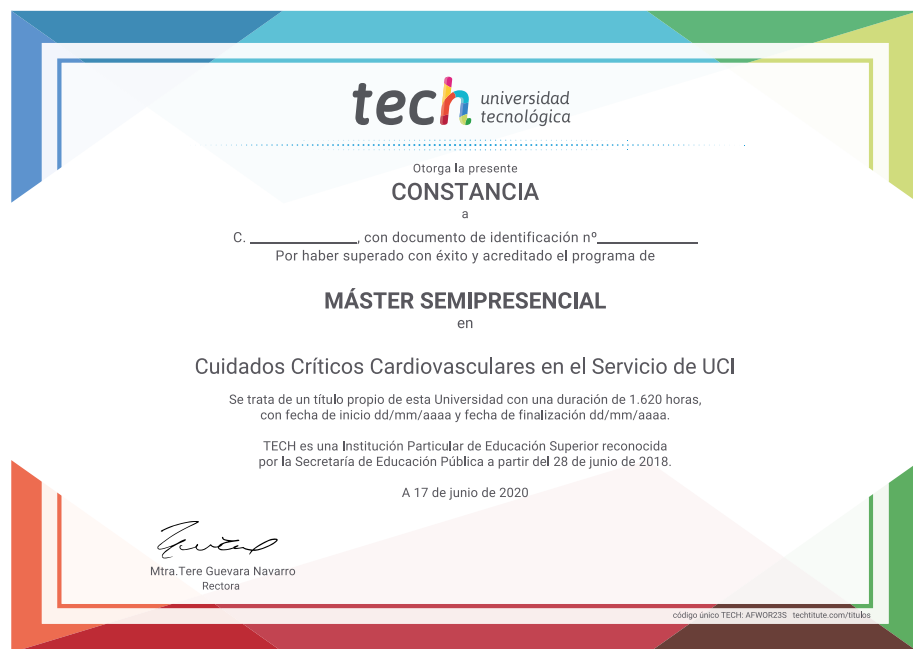 tech universidad
tecnológica
Otorga la presente
CONSTANCIA
a
C. ____________, con documento de identificación nº____________
Por haber superado con éxito y acreditado el programa de
MÁSTER SEMIPRESENCIAL
en
Cuidados Críticos Cardiovasculares en el Servicio de UCI
Se trata de un título propio de esta Universidad con una duración de 1.620 horas,
con fecha de inicio dd/mm/aaaa y fecha de finalización dd/mm/aaaa.
TECH es una Institución Particular de Educación Superior reconocida
por la Secretaría de Educación Pública a partir del 28 de junio de 2018.
A 17 de junio de 2020
Mtra.Tere Guevara Navarro
Rectora
código único TECH: AFWOR23S techtitute.com/titulos